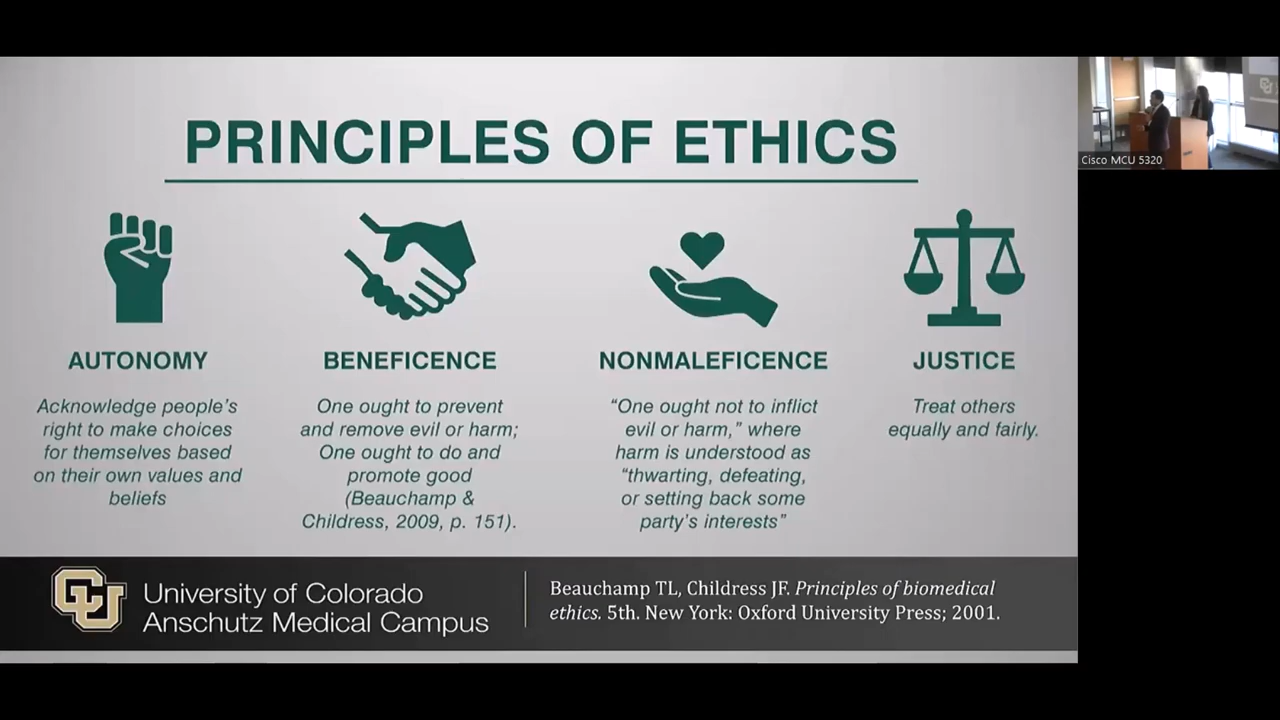 PRINCIPLES OF ETHICS
AUTONOMY
Acknowledge people's
right to make choices
for themselves based
on their own values and
beliefs
BENEFICENCE
One ought to prevent
and remove evil or harm;
One ought to do and
promote good
(Beauchamp &
Childress, 2009, p. 151).
NONMALEFICENCE
“One ought not to inflict
evil or harm,” where
harm is understood as
“thwarting, defeating,
or setting back some
party's interests”
JUSTICE
Treat others
equally and fairly.
CU
University of Colorado
Anschutz Medical Campus
Beauchamp TL, Childress JF. Principles of biomedical
ethics. 5th. New York: Oxford University Press; 2001.
Cisco MCU 5320